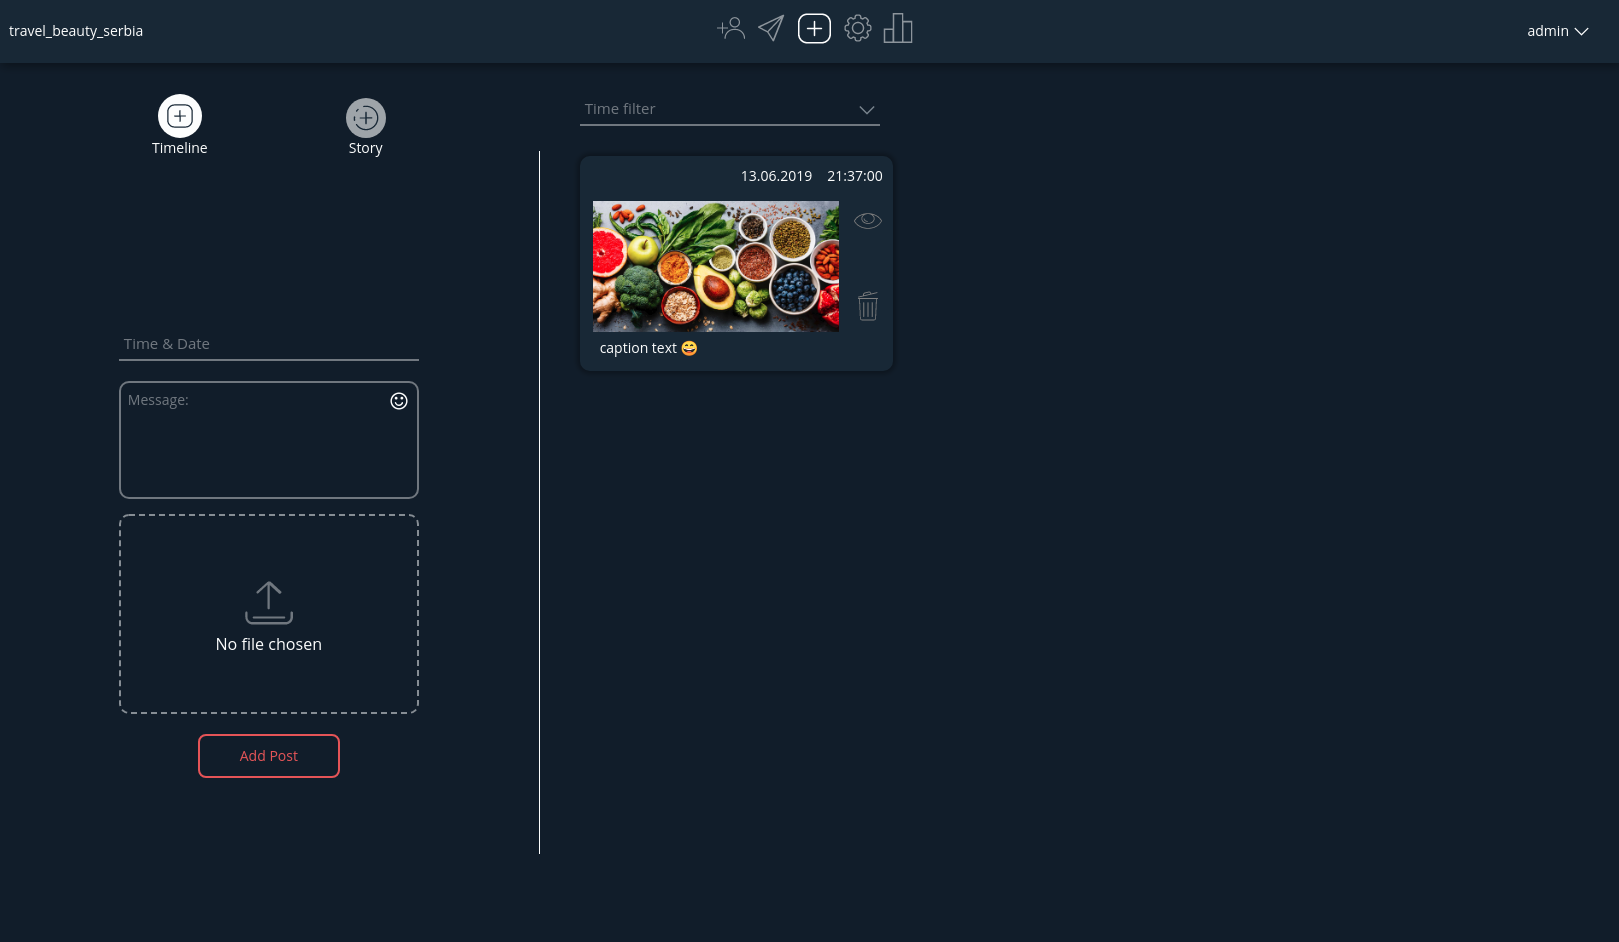 travel_beauty_serbia
admin
Timeline
Story
Time & Date
Message:
No file chosen
Add Post
Time filter
13.06.2019 21:37:00
caption text 😄